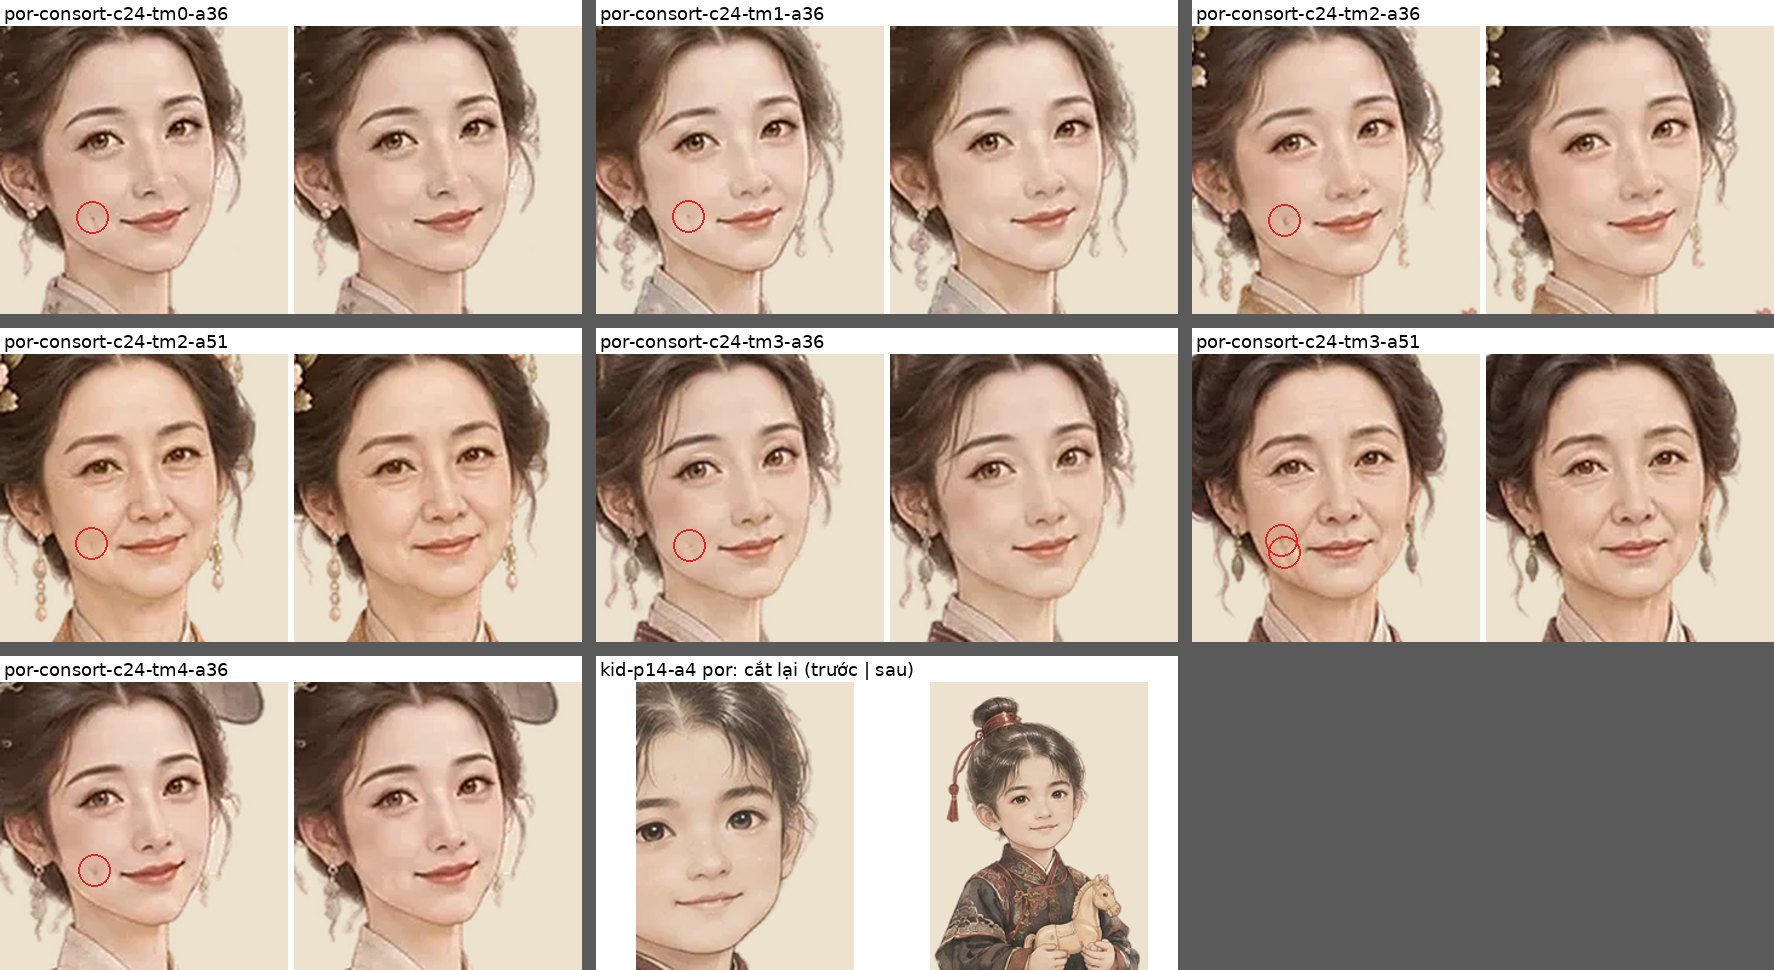 por-consort-c24-tm0-a36
por-consort-c24-tm1-a36
por-consort-c24-tm2-a36
por-consort-c24-tm2-a51
por-consort-c24-tm3-a36
por-consort-c24-tm3-a51
por-consort-c24-tm4-a36
kid-p14-a4 por: cắt lại (trước | sau)